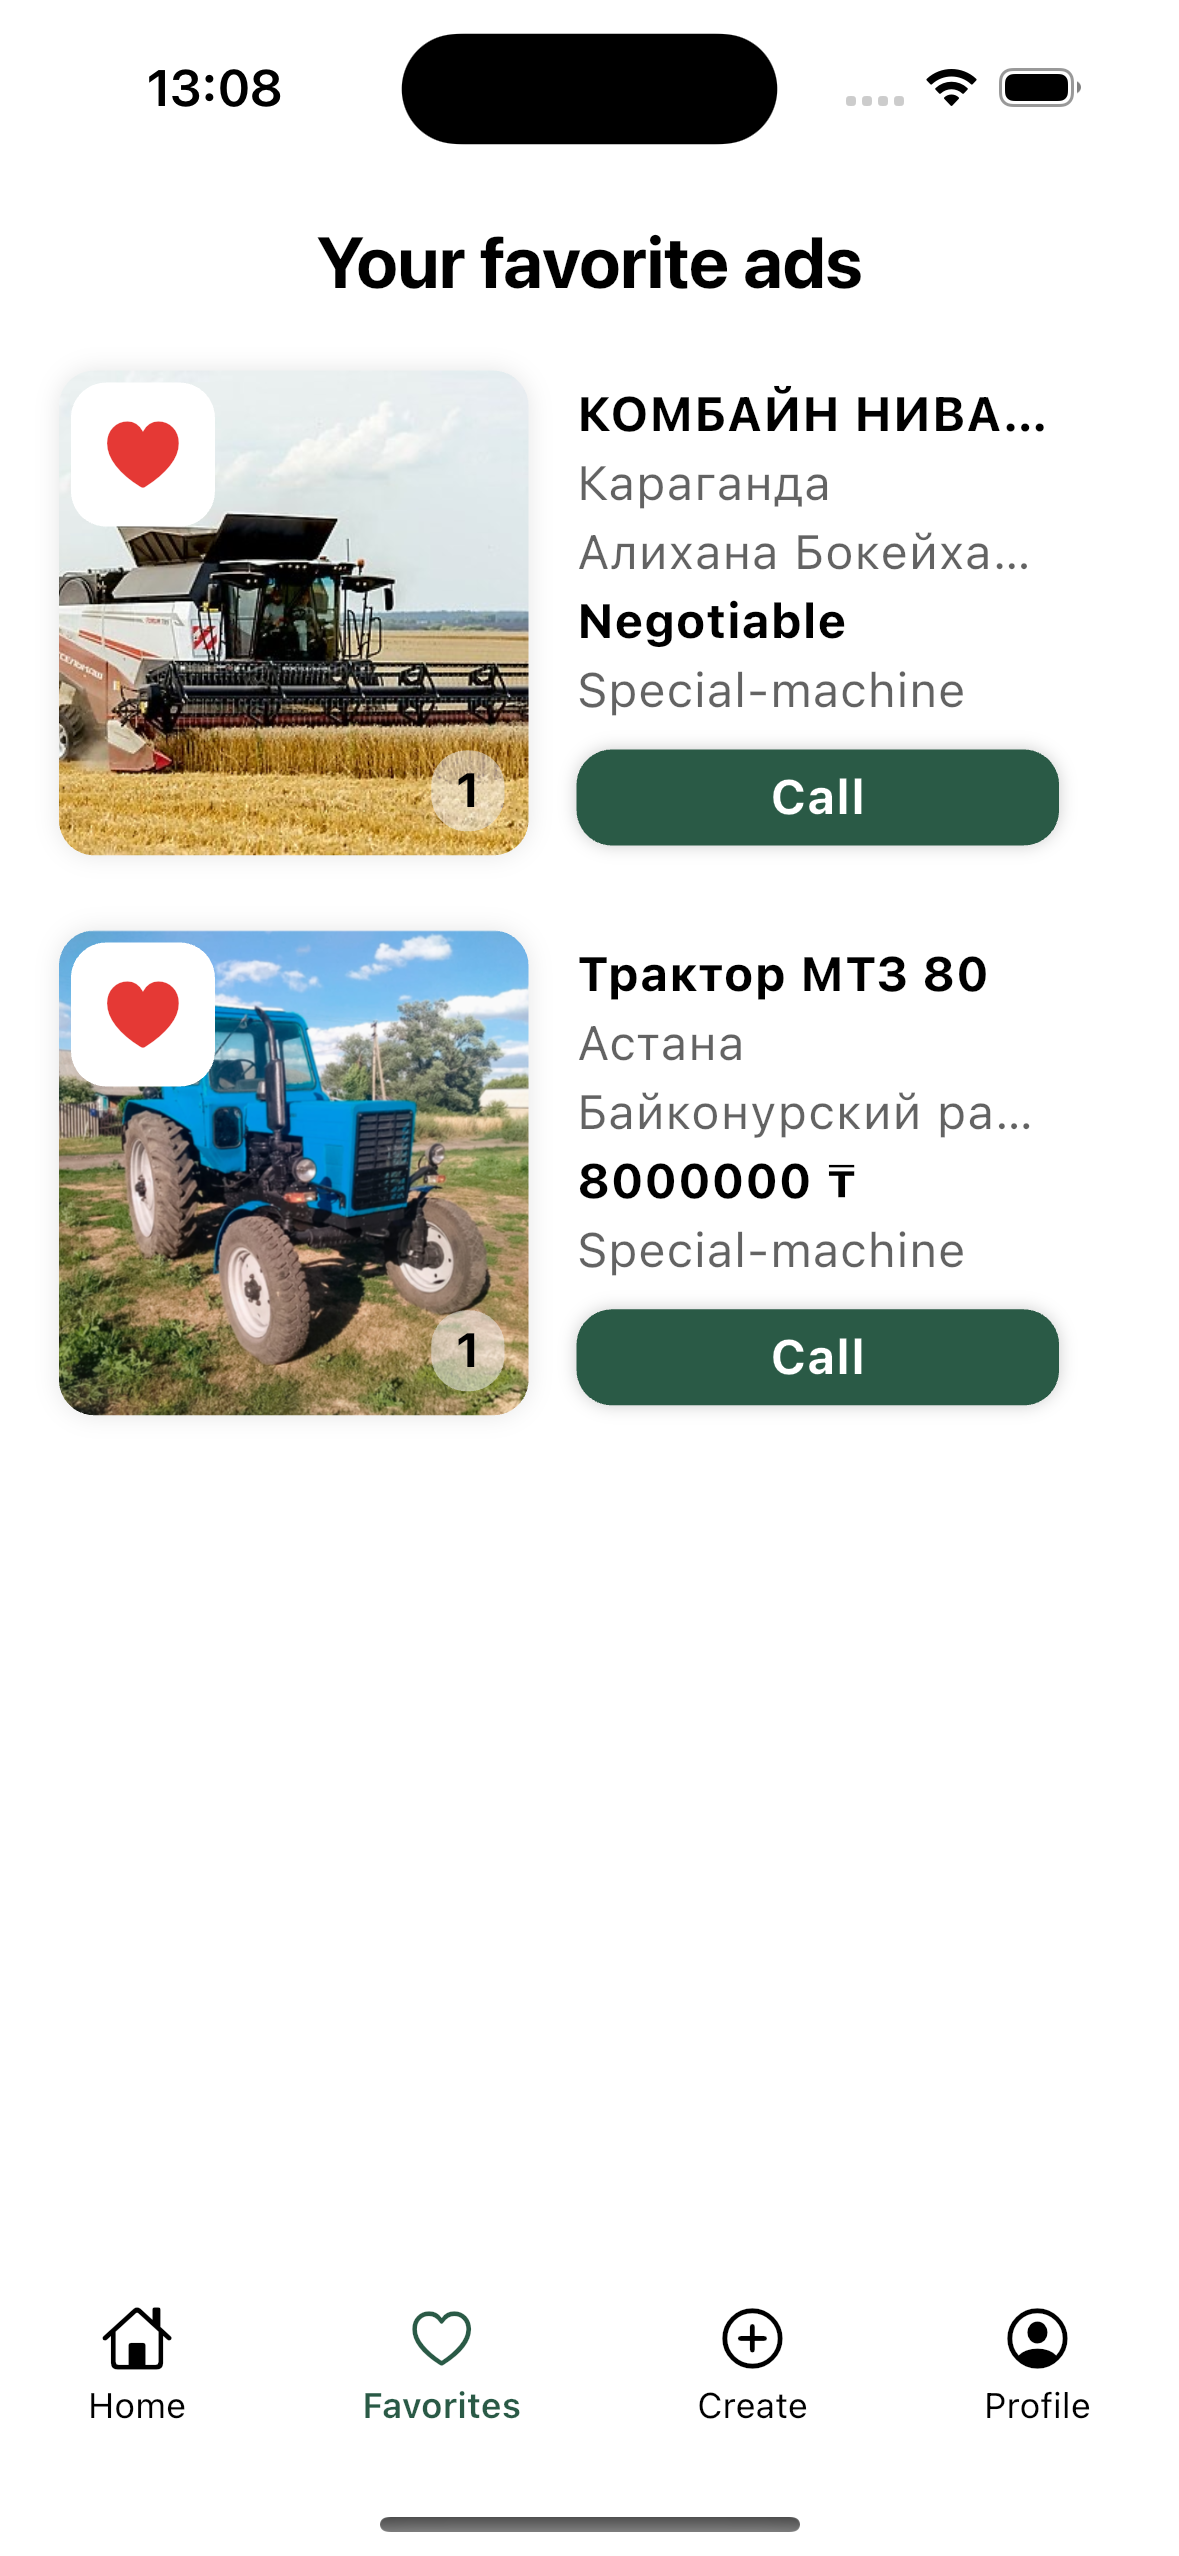 13:08
Your favorite ads
КОМБАЙН НИВА...
Караганда
Алихана Бокейха...
Negotiable
Special-machine
1
Call
Трактор МТЗ 80
Астана
Байконурский ра...
8000000 ₸
Special-machine
1
Call
Home
Favorites
Create
Profile